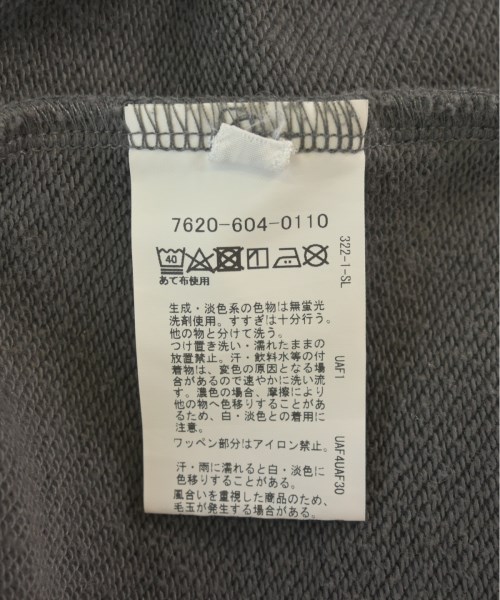 7620-604-0110
40
あて布使用
生成・淡色系の色物は無蛍光
洗剤使用。すすぎは十分行う。
他の物と分けて洗う。
つけ置き洗い・濡れたままの
放置禁止。汗・飲料水等の付
着物は、変色の原因となる場
合があるので速やかに洗い流
す。濃色の場合、摩擦により
他の物へ色移りすることがあ
るため、白・淡色との着用に
注意。
ワッペン部分はアイロン禁止。
汗・雨に濡れると白・淡色に
色移りすることがある。
風合いを重視した商品のため、
毛玉が発生する場合がある。
322-1-SL
UAF1
UAF4UAF30